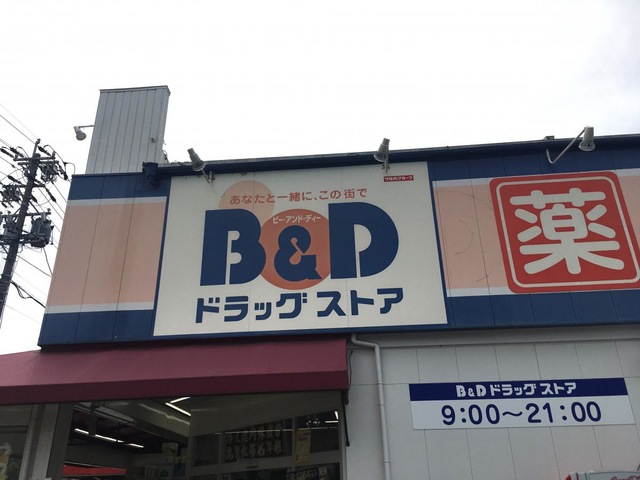 あなたと一緒に、この街で
ビー・アンド・ディー
B&D
ドラッグストア
薬
B&Dドラッグストア
9:00～21:00